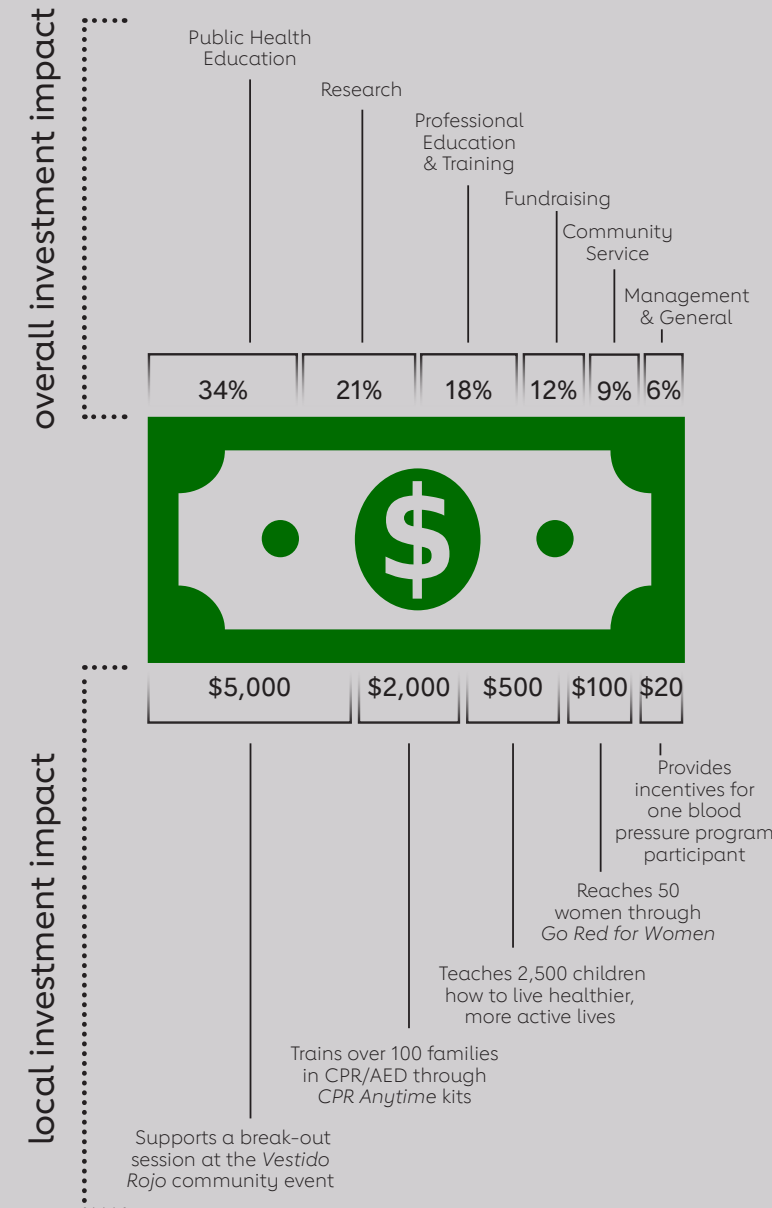 overall investment impact
Public Health
Education
Research
Professional
Education
& Training
Fundraising
Community
Service
Management
& General
34%
21%
18%
12%
9%
6%
$
$5,000
$2,000
$500
$100
$20
local investment impact
Provides
incentives for
one blood
pressure program
participant
Reaches 50
women through
Go Red for Women
Teaches 2,500 children
how to live healthier,
more active lives
Trains over 100 families
in CPR/AED through
CPR Anytime kits
Supports a break-out
session at the Vestido
Rojo community event